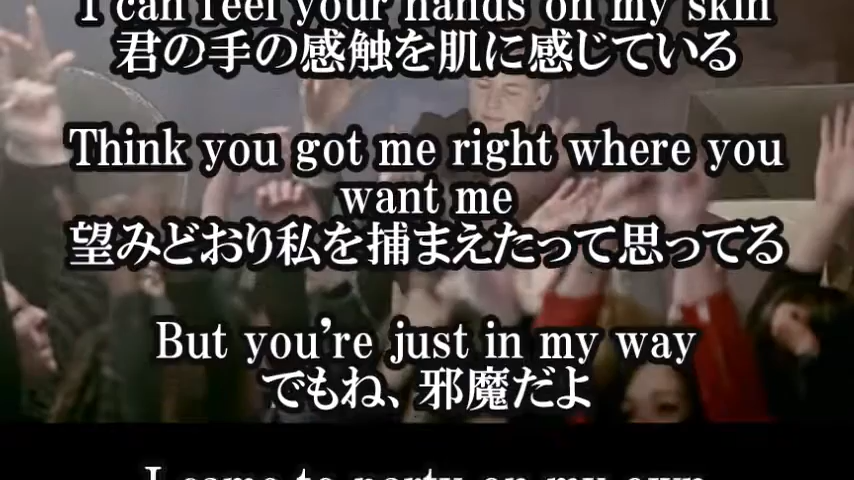 I can feel your hands on my skin
君の手の感触を肌に感じている
Think you got me right where you
want me
望みどおり私を捕まえたって思ってる
But you're just in my way
でもね、邪魔だよ
I came to party on my own